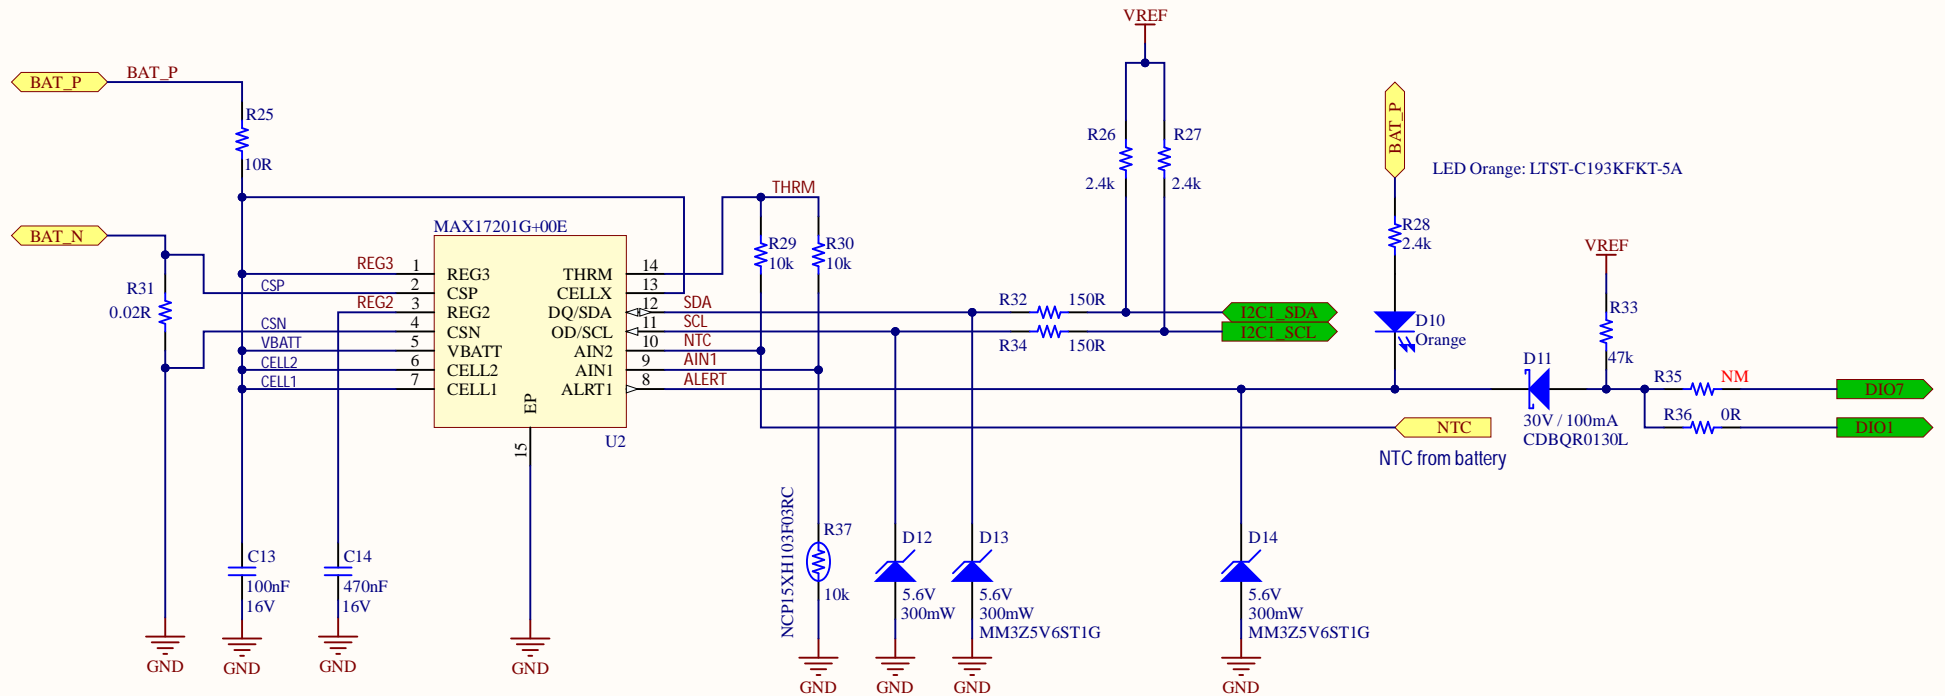 VREF
BAT_P
BAT_P
R25
10R
BAT_N
R31
0.02R
REG3
CSP
REG2
CSN
VBATT
CELL2
CELL1
MAX17201G+00E
1
2
3
4
5
6
7
REG3
CSP
REG2
CSN
VBATT
CELL2
CELL1
EP
15
THRM
CELLX
DQ/SDA
OD/SCL
AIN2
AIN1
ALRT1
14
13
12
11
10
9
8
U2
THRM
SDA
SCL
NTC
AIN1
ALERT
R29
10k
R30
10k
R26
2.4k
R27
2.4k
R32
150R
R34
150R
I2C1_SDA
I2C1_SCL
BAT_P
LED Orange: LTST-C193KFKT-5A
R28
2.4k
D10
Orange
VREF
R33
47k
D11
30V / 100mA
CDBQR0130L
R35
NM
DIO7
R36
0R
DIO1
NTC
NTC from battery
C13
100nF
16V
C14
470nF
16V
NCP15XH103F03RC
R37
10k
D12
5.6V
300mW
D13
5.6V
300mW
MM3Z5V6ST1G
D14
5.6V
300mW
MM3Z5V6ST1G
GND
GND
GND
GND
GND
GND
GND
GND